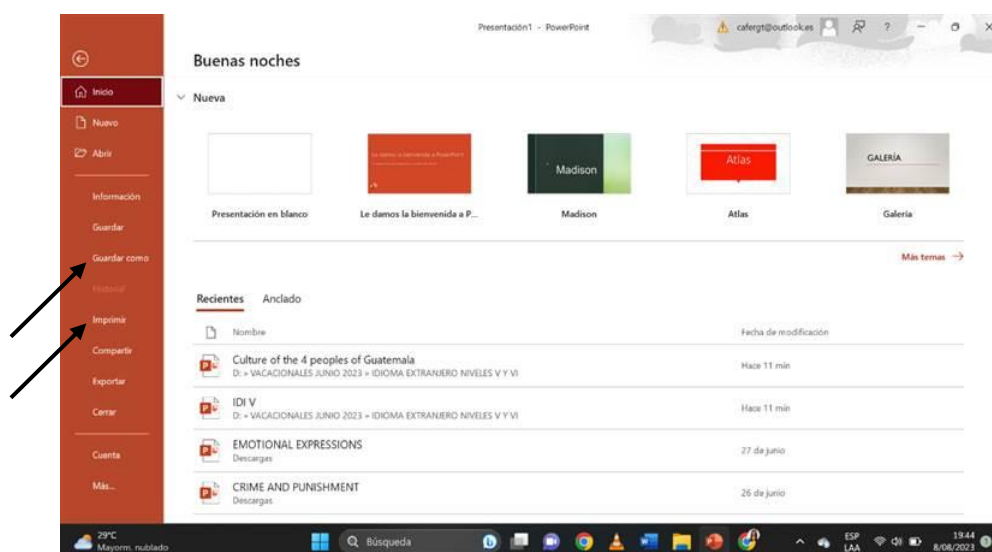 Presentación1 - PowerPoint
cafergt@outlook.es
?
Buenas noches
Inicio
Nuevo
Abrir
Información
Guardar
Guardar como
Historial
Imprimir
Compartir
Exportar
Cerrar
Cuenta
Más...
Nueva
Le damos la bienvenida a PowerPoint
Madison
Atlas
GALERÍA
Presentación en blanco
Le damos la bienvenida a P...
Madison
Atlas
Galería
Más temas
Recientes Anclado
Nombre Fecha de modificación
Culture of the 4 peoples of Guatemala
D: » VACACIONALES JUNIO 2023 » IDIOMA EXTRANJERO NIVELES V Y VI
Hace 11 min
IDI V
D: » VACACIONALES JUNIO 2023 » IDIOMA EXTRANJERO NIVELES V Y VI
Hace 11 min
EMOTIONAL EXPRESSIONS
Descargas
27 de junio
CRIME AND PUNISHMENT
Descargas
26 de junio
29°C
Mayorm. nublado
Búsqueda
ESP
LAA
19:44
8/08/2023